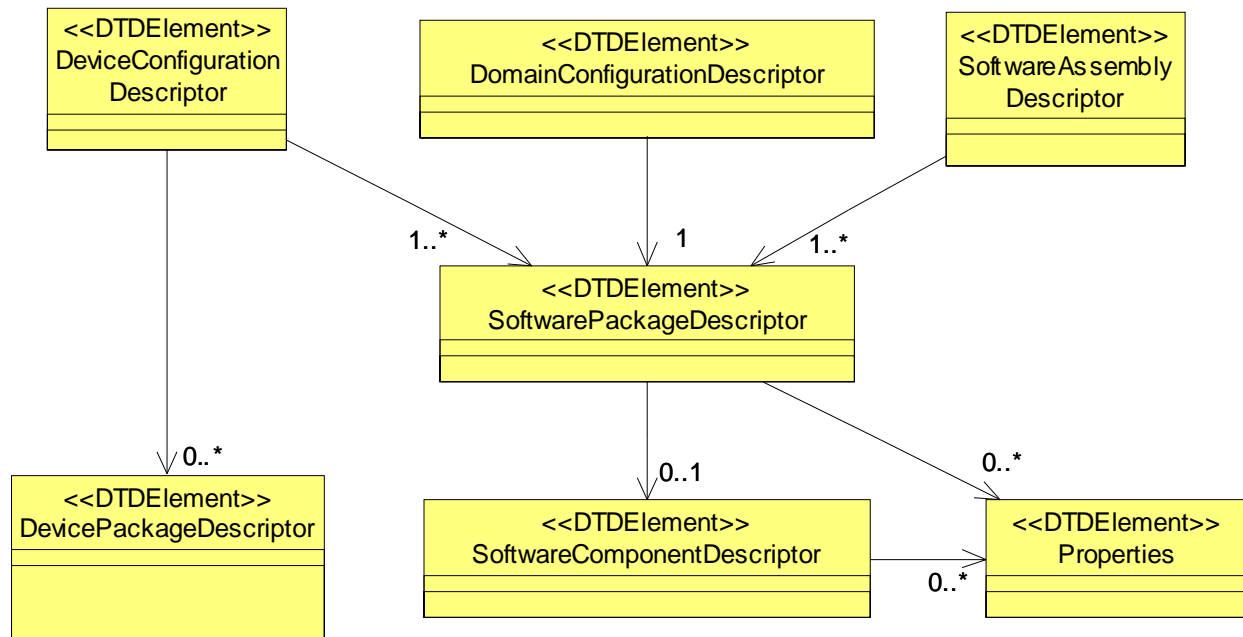 <<DTDElement>>
DeviceConfiguration
Descriptor
<<DTDElement>>
DomainConfigurationDescriptor
<<DTDElement>>
SoftwareAssembly
Descriptor
1..*
1
1..*
<<DTDElement>>
SoftwarePackageDescriptor
0..*
0..1
0..*
<<DTDElement>>
DevicePackageDescriptor
<<DTDElement>>
SoftwareComponentDescriptor
0..*
<<DTDElement>>
Properties